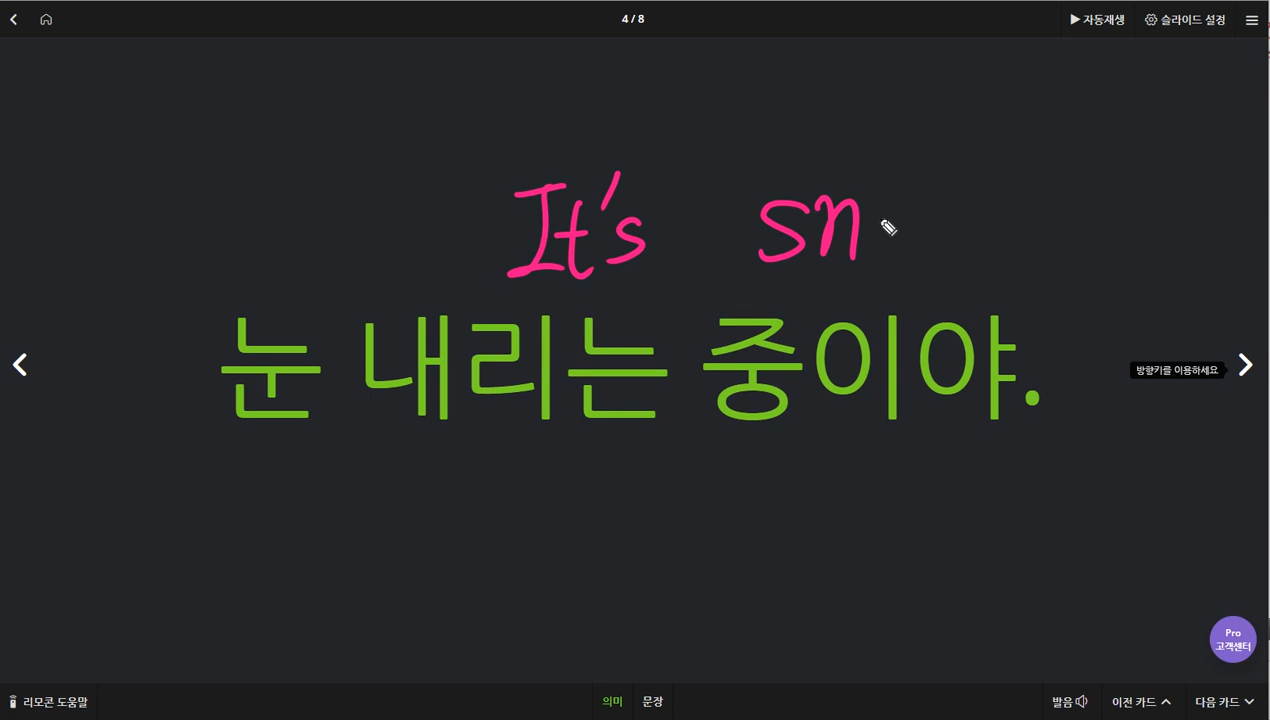 4 / 8
자동재생
슬라이드 설정
It's sn
눈 내리는 중이야.
방향키를 이용하세요
Pro
고객센터
리모콘 도움말
의미
문장
발음
이전 카드
다음 카드